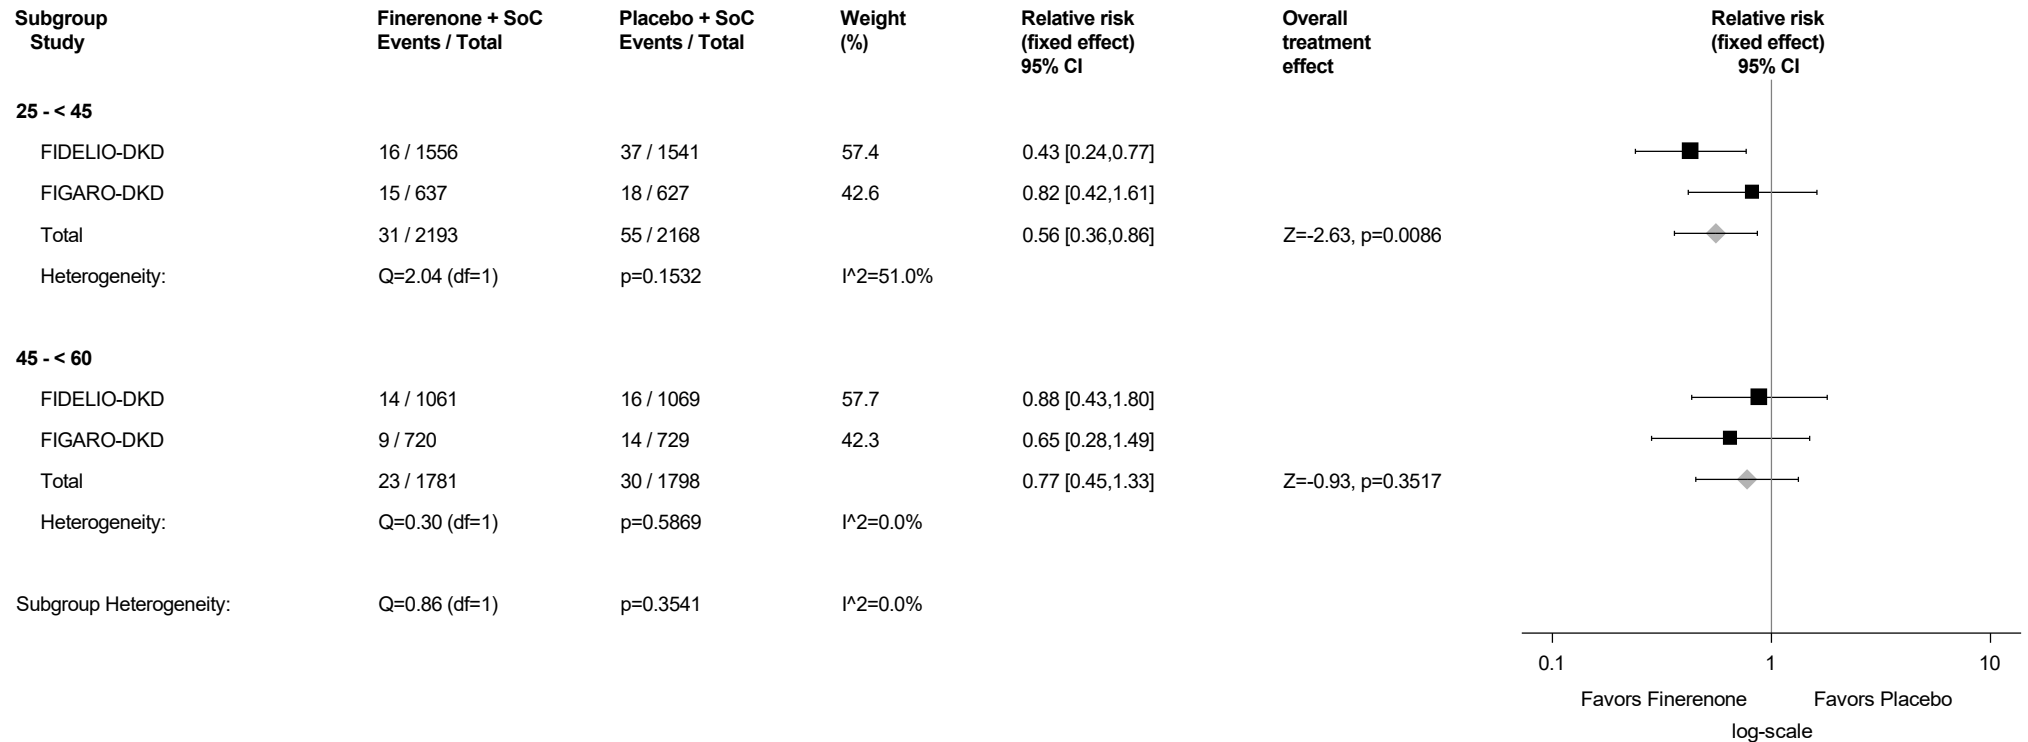 Subgroup Finerenone + SoC Placebo + SoC Weight Relative risk Overall Relative risk
Study Events / Total Events / Total (%) (fixed effect) treatment (fixed effect)
95% CI effect 95% CI
25 - < 45
FIDELIO-DKD 16 / 1556 37 / 1541 57.4 0.43 [0.24,0.77]
FIGARO-DKD 15 / 637 18 / 627 42.6 0.82 [0.42,1.61]
Total 31 / 2193 55 / 2168 0.56 [0.36,0.86] Z=-2.63, p=0.0086
Heterogeneity: Q=2.04 (df=1) p=0.1532 I^2=51.0%
45 - < 60
FIDELIO-DKD 14 / 1061 16 / 1069 57.7 0.88 [0.43,1.80]
FIGARO-DKD 9 / 720 14 / 729 42.3 0.65 [0.28,1.49]
Total 23 / 1781 30 / 1798 0.77 [0.45,1.33] Z=-0.93, p=0.3517
Heterogeneity: Q=0.30 (df=1) p=0.5869 I^2=0.0%
Subgroup Heterogeneity: Q=0.86 (df=1) p=0.3541 I^2=0.0%
0.1 1 10
Favors Finerenone Favors Placebo
log-scale